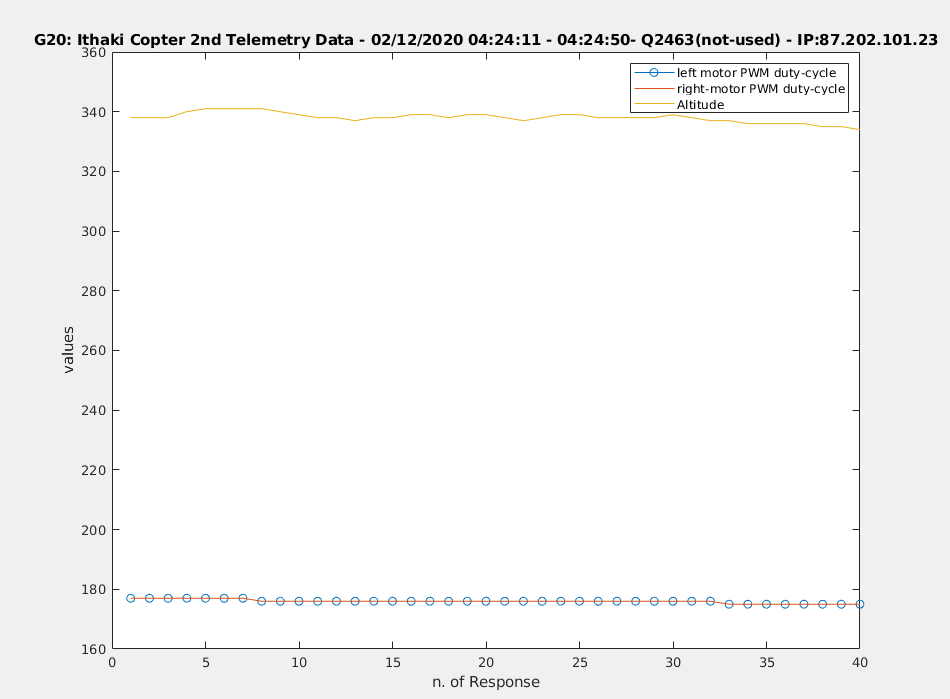 G20: Ithaki Copter 2nd Telemetry Data - 02/12/2020 04:24:11 - 04:24:50- Q2463(not-used) - IP:87.202.101.23
left motor PWM duty-cycle
right-motor PWM duty-cycle
Altitude
360
340
320
300
280
260
240
220
200
180
160
values
0 5 10 15 20 25 30 35 40
n. of Response